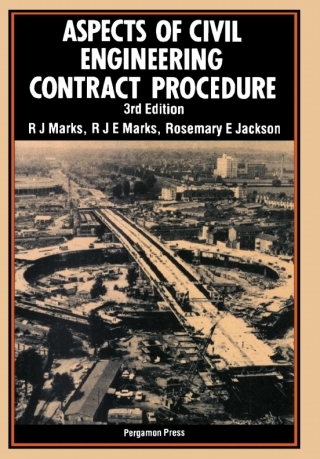 ASPECTS OF CIVIL
ENGINEERING
CONTRACT PROCEDURE
3rd Edition
R J Marks, R J E Marks, Rosemary E Jackson
Pergamon Press